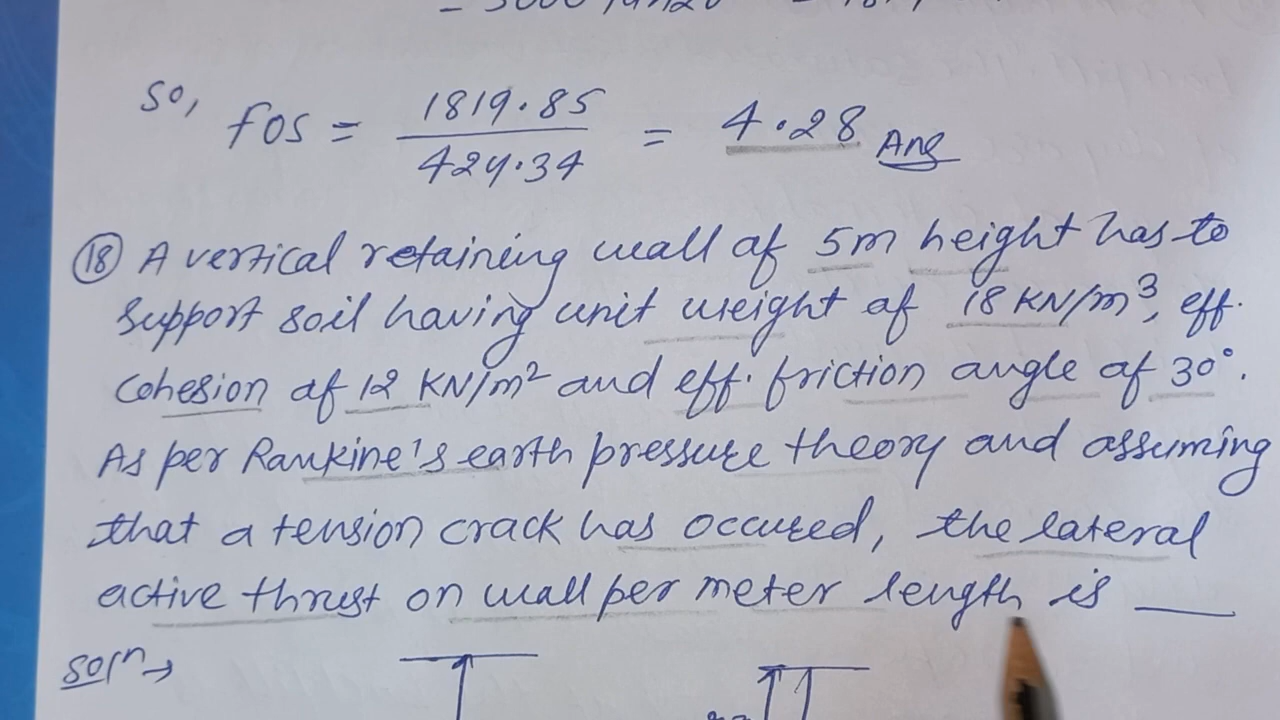 So, FOS = 1819.85 / 424.34 = 4.28 Ans
⑱ A vertical retaining wall of 5m height has to
support soil having unit weight of 18 KN/m³, eff.
cohesion of 12 KN/m² and eff. friction angle of 30°.
As per Rankine's earth pressure theory and assuming
that a tension crack has occured, the lateral
active thrust on wall per meter length is ___
Solⁿ →